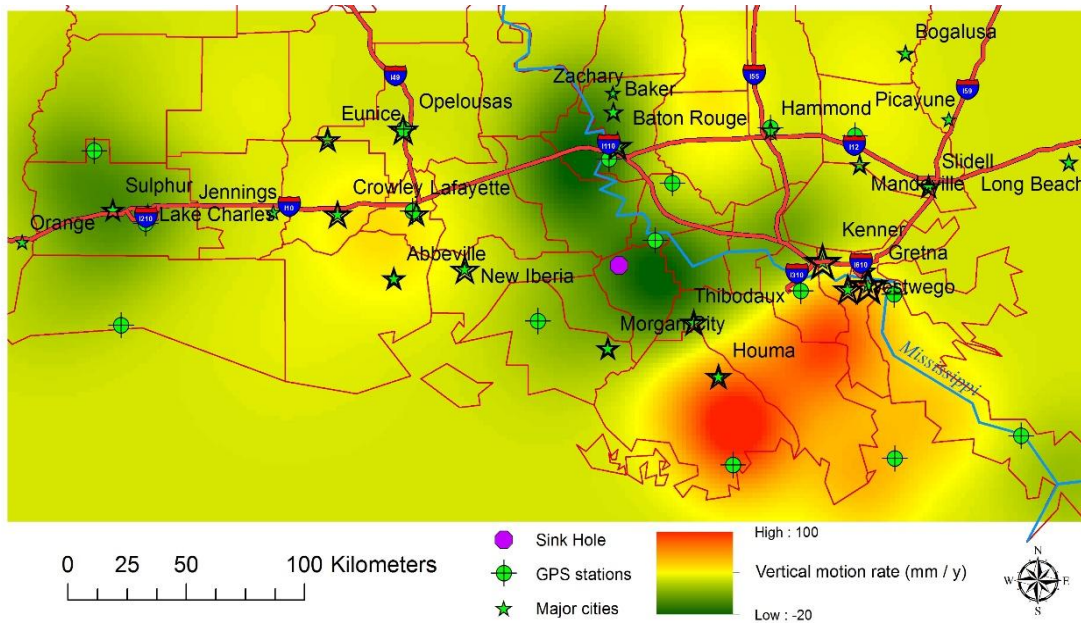 Bogalusa
Zachary
I49
I55
I59
Baker
Opelousas
Picayune
Eunice
Baton Rouge
Hammond
I110
I12
Slidell
Sulphur
Jennings
Crowley Lafayette
Mandeville
Long Beach
Orange
I210
Lake Charles
I10
Kenner
Abbeville
Gretna
New Iberia
I310
I610
Thibodaux
Westwego
Morgan City
Houma
Mississippi
0 25 50 100 Kilometers
Sink Hole
GPS stations
Major cities
High : 100
Vertical motion rate (mm / y)
Low : -20
N
W E
S